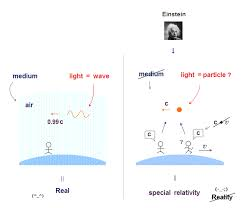 Einstein
medium
light = wave
medium
light = particle ?
air
0.99 c
c
c
c
c
?
v
||
Real
(^_^)
||
special relativity
(-_-;)
Reality